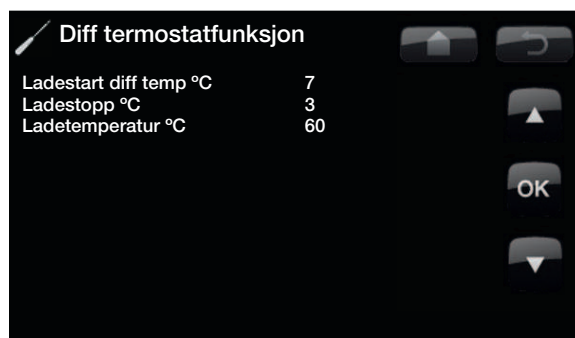 Diff termostatfunksjon
Ladestart diff temp °C 7
Ladestopp °C 3
Ladetemperatur °C 60
OK